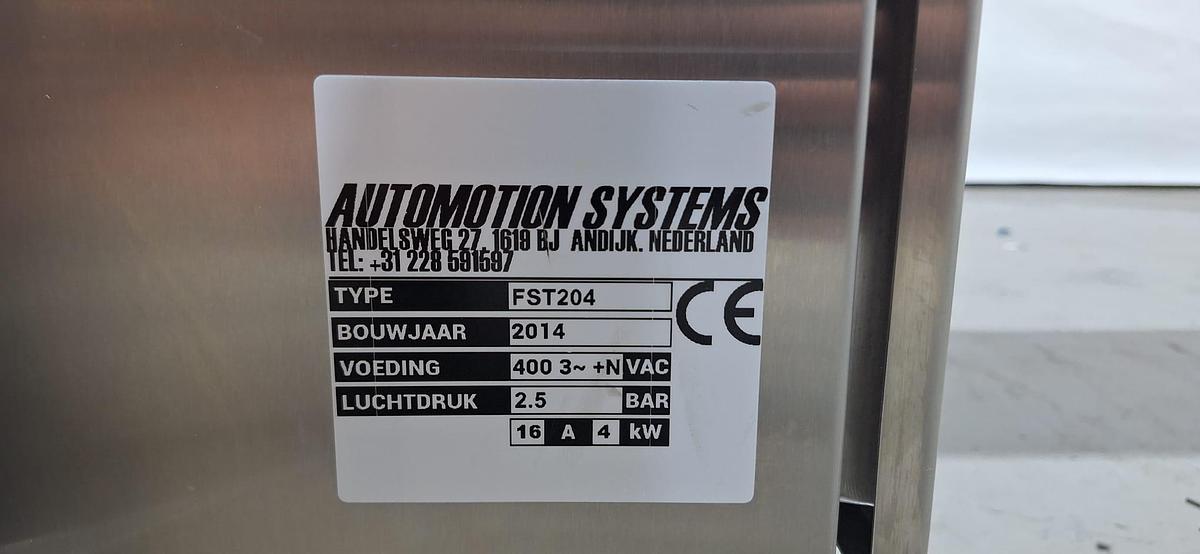 AUTOMOTION SYSTEMS
HANDELSWEG 27, 1619 BJ ANDIJK. NEDERLAND
TEL: +31 228 591597
TYPE FST204 CE
BOUWJAAR 2014
VOEDING 400 3~ +N VAC
LUCHTDRUK 2.5 BAR
16 A 4 kW